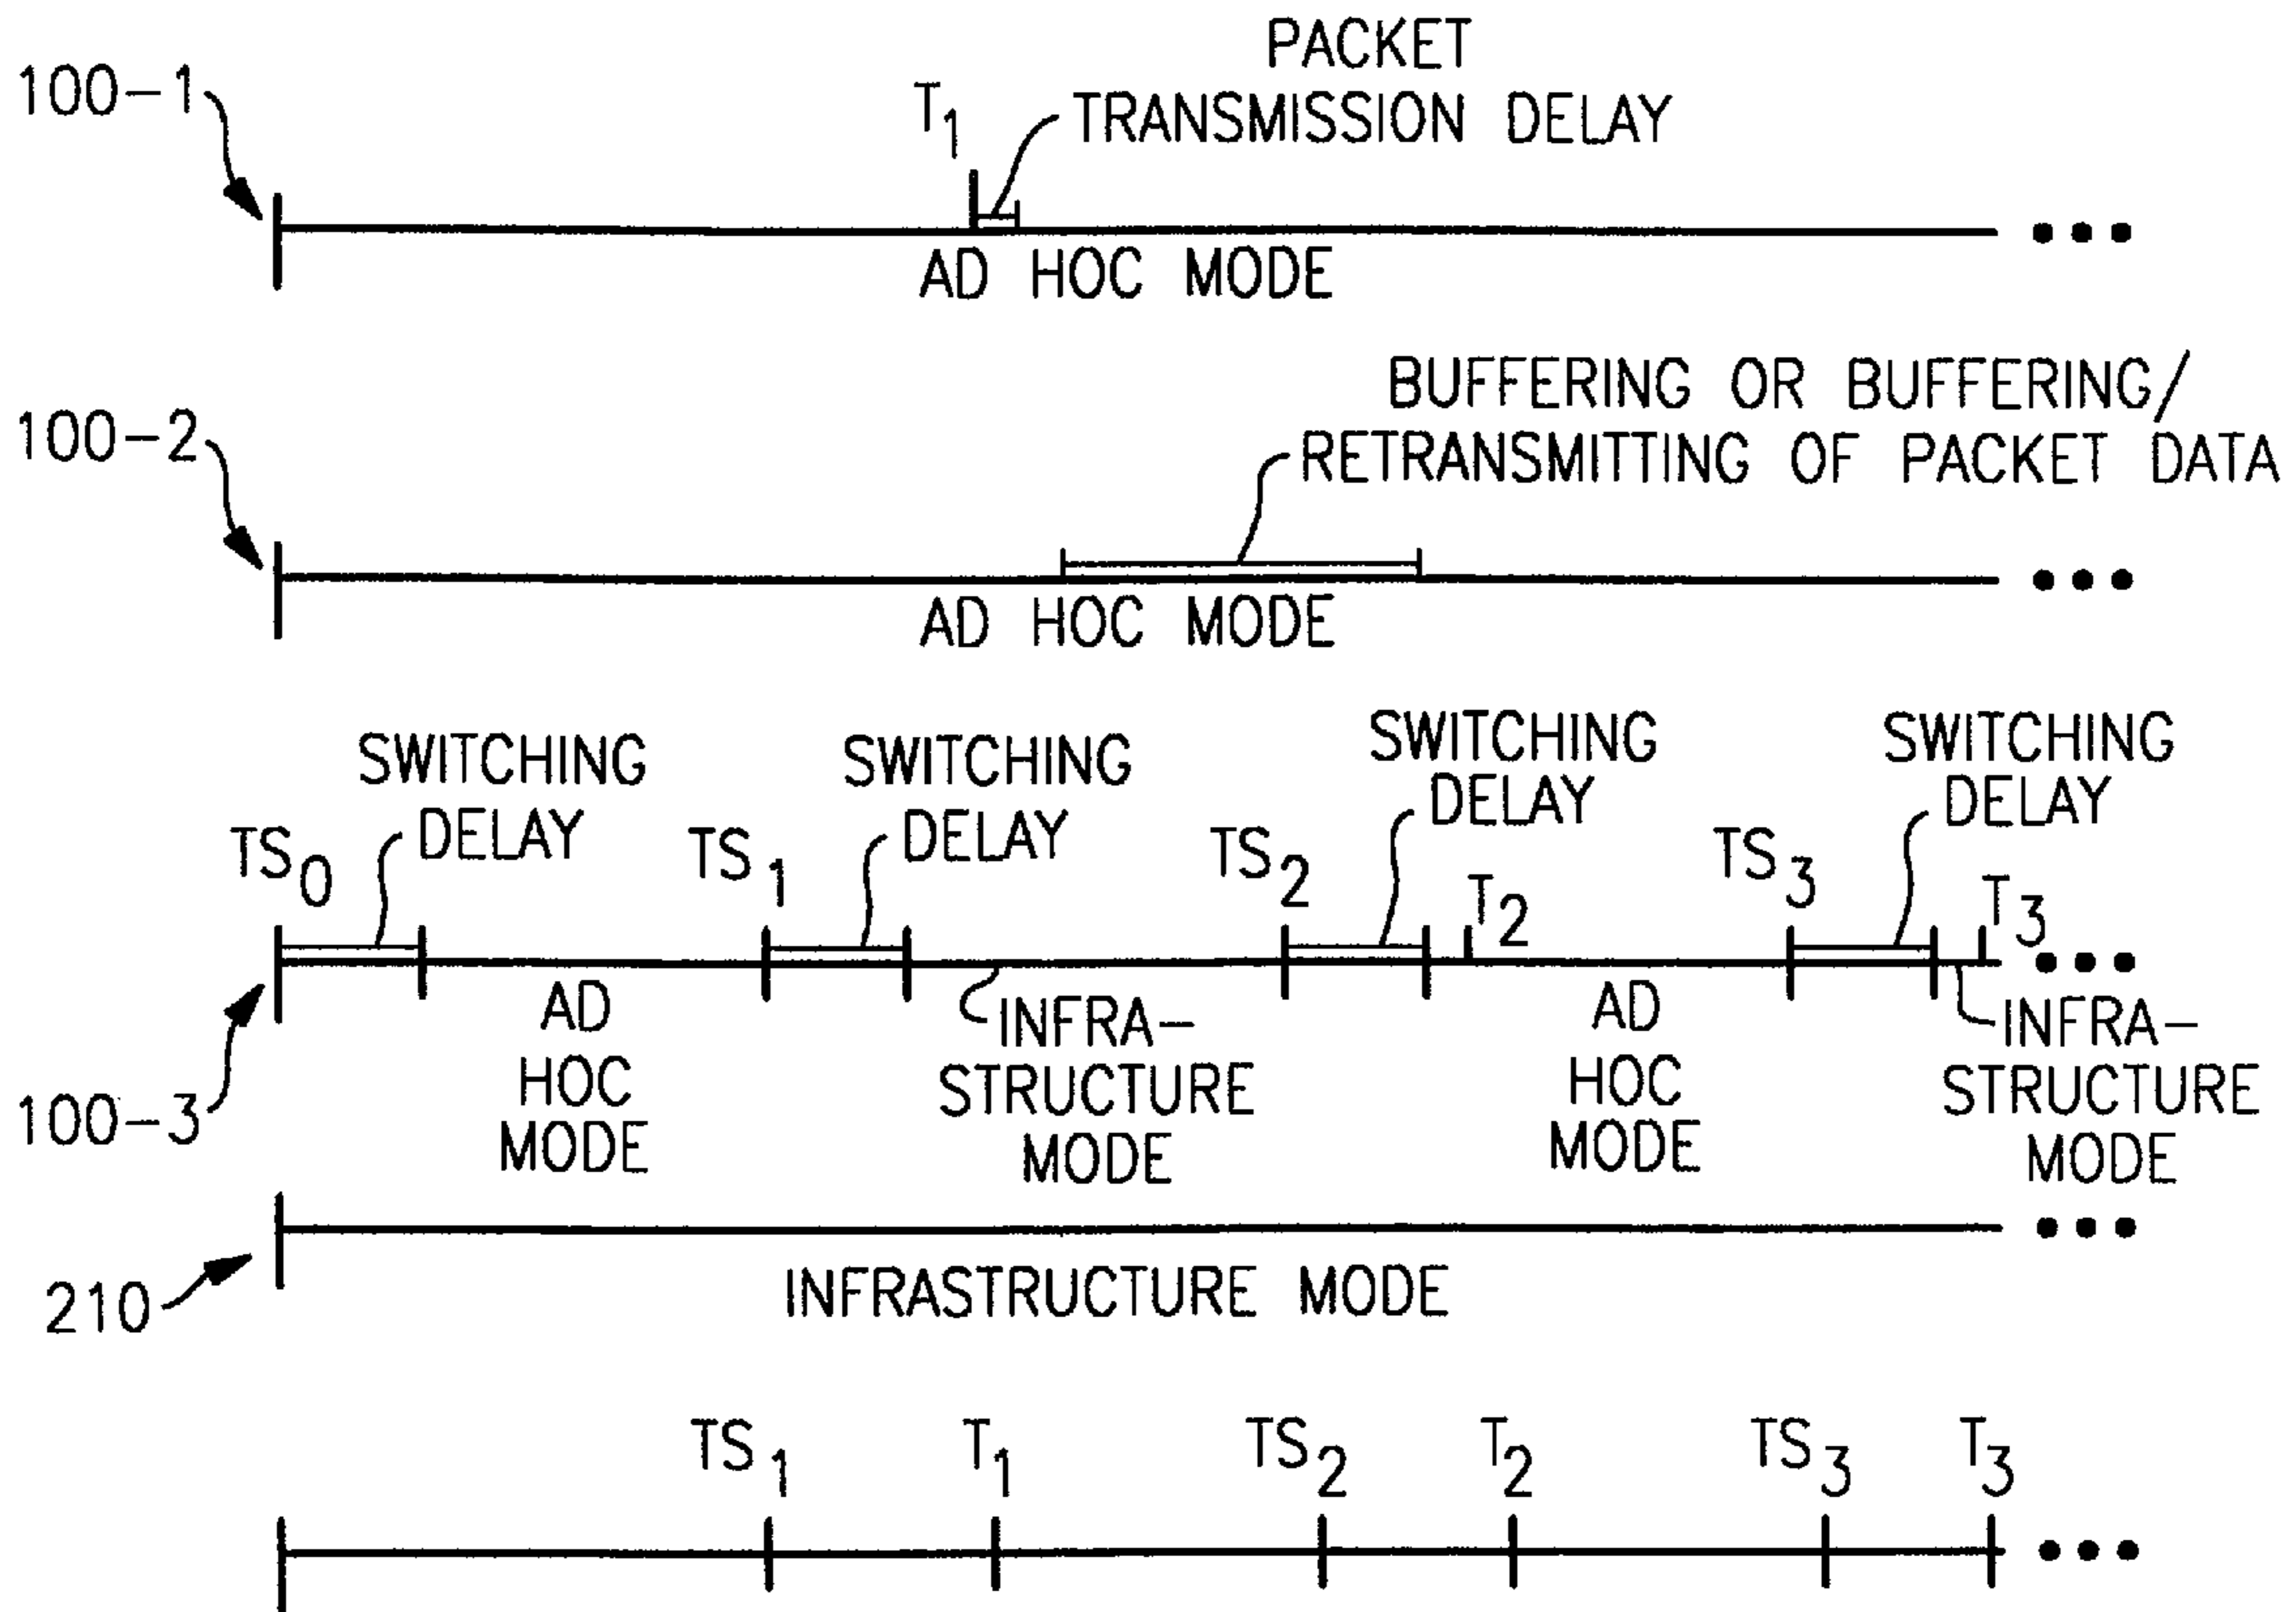 PACKET
100-1
T1
TRANSMISSION DELAY
AD HOC MODE
BUFFERING OR BUFFERING/
100-2
RETRANSMITTING OF PACKET DATA
AD HOC MODE
SWITCHING
DELAY
SWITCHING
DELAY
SWITCHING
DELAY
SWITCHING
DELAY
TS0
TS1
TS2
T2
TS3
T3
100-3
AD
HOC
MODE
INFRA-
STRUCTURE
MODE
AD
HOC
MODE
INFRA-
STRUCTURE
MODE
210
INFRASTRUCTURE MODE
TS1
T1
TS2
T2
TS3
T3